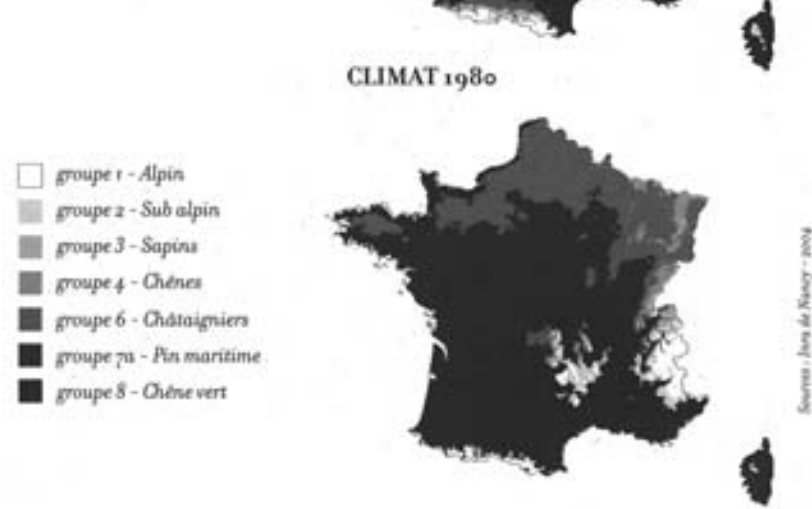 CLIMAT 1980
groupe 1 - Alpin
groupe 2 - Sub alpin
groupe 3 - Sapins
groupe 4 - Chênes
groupe 6 - Châtaigniers
groupe 7a - Pin maritime
groupe 8 - Chêne vert
Sources : Inra de Nancy - 2004